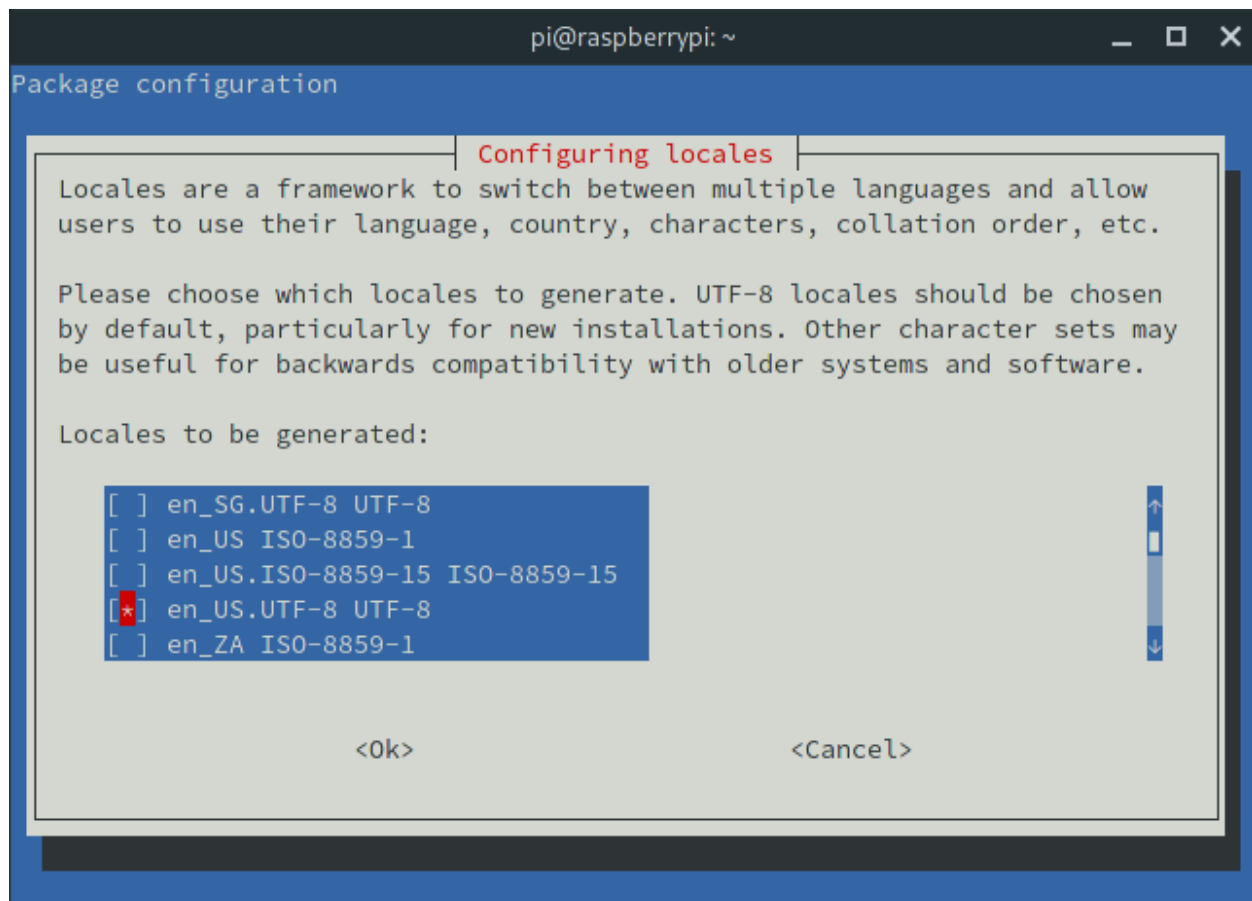 pi@raspberrypi: ~
Package configuration
Configuring locales
Locales are a framework to switch between multiple languages and allow
users to use their language, country, characters, collation order, etc.
Please choose which locales to generate. UTF-8 locales should be chosen
by default, particularly for new installations. Other character sets may
be useful for backwards compatibility with older systems and software.
Locales to be generated:
[ ] en_SG.UTF-8 UTF-8
[ ] en_US ISO-8859-1
[ ] en_US.ISO-8859-15 ISO-8859-15
[*] en_US.UTF-8 UTF-8
[ ] en_ZA ISO-8859-1
<Ok> <Cancel>